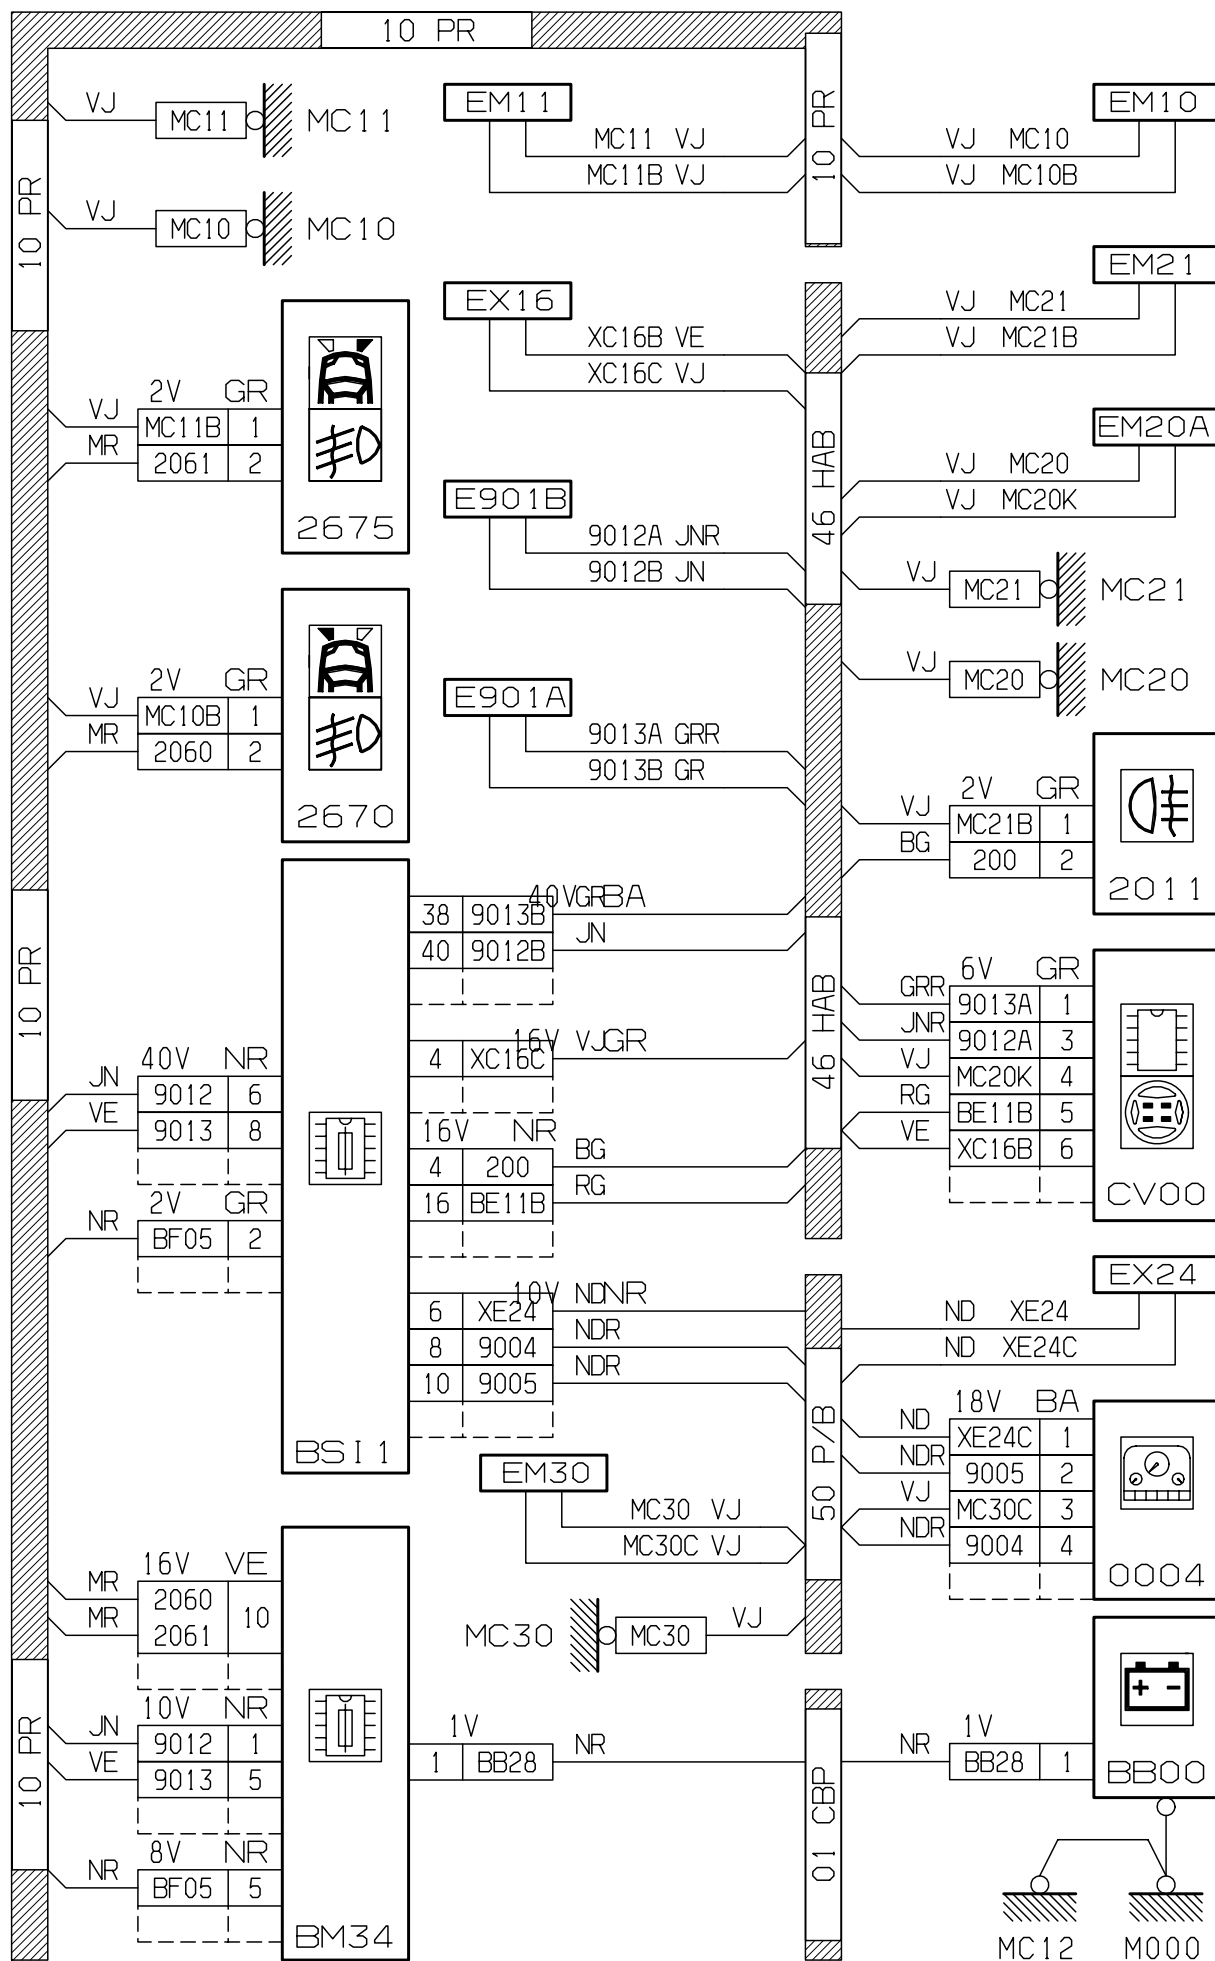 10 PR
VJ MC11 MC11
EM11
MC11 VJ
MC11B VJ
10 PR
EM10
VJ MC10
VJ MC10B
10 PR
VJ MC10 MC10
EX16
XC16B VE
XC16C VJ
EM21
VJ MC21
VJ MC21B
2V GR
VJ MC11B 1
MR 2061 2
2675
46 HAB
EM20A
VJ MC20
VJ MC20K
E901B
9012A JNR
9012B JN
VJ MC21 MC21
VJ MC20 MC20
2V GR
VJ MC10B 1
MR 2060 2
2670
E901A
9013A GRR
9013B GR
2V GR
VJ MC21B 1
BG 200 2
2011
10 PR
40V BA
38 9013B GR
40 9012B JN
46 HAB
6V GR
GRR 9013A 1
JNR 9012A 3
VJ MC20K 4
RG BE11B 5
VE XC16B 6
CV00
16V GR
4 XC16C VJ
40V NR
JN 9012 6
VE 9013 8
16V NR
4 200 BG
16 BE11B RG
2V GR
NR BF05 2
10V NR
6 XE24 ND
8 9004 NDR
10 9005 NDR
BSI1
50 P/B
EX24
ND XE24
ND XE24C
18V BA
ND XE24C 1
NDR 9005 2
VJ MC30C 3
NDR 9004 4
0004
EM30
MC30 VJ
MC30C VJ
MC30 MC30 VJ
16V VE
MR 2060
10
MR 2061
10 PR
10V NR
JN 9012 1
VE 9013 5
8V NR
NR BF05 5
BM34
1V
1 BB28 NR
01 CBP
1V
NR BB28 1
BB00
MC12 M000